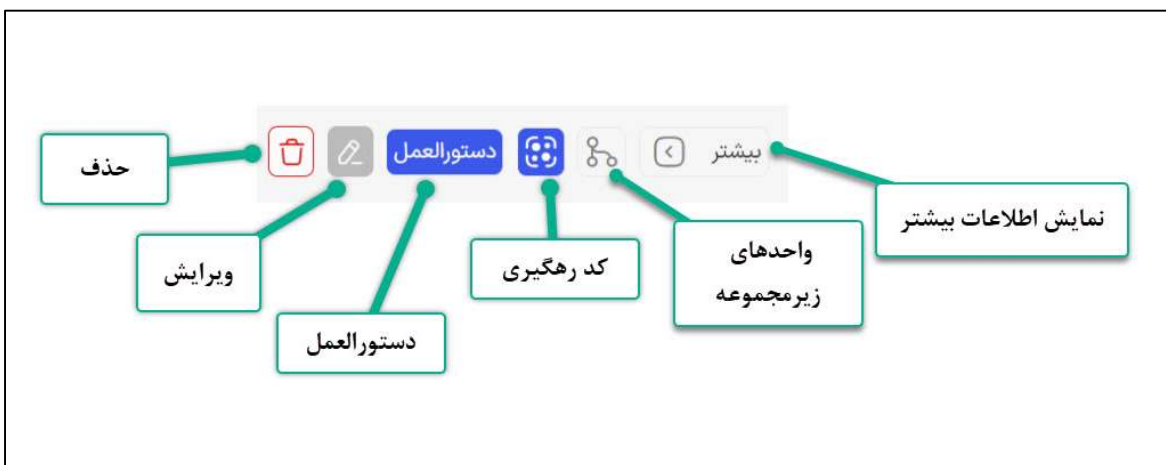 بیشتر
دستورالعمل
نمایش اطلاعات بیشتر
واحدهای
زیرمجموعه
کد رهگیری
دستورالعمل
ویرایش
حذف